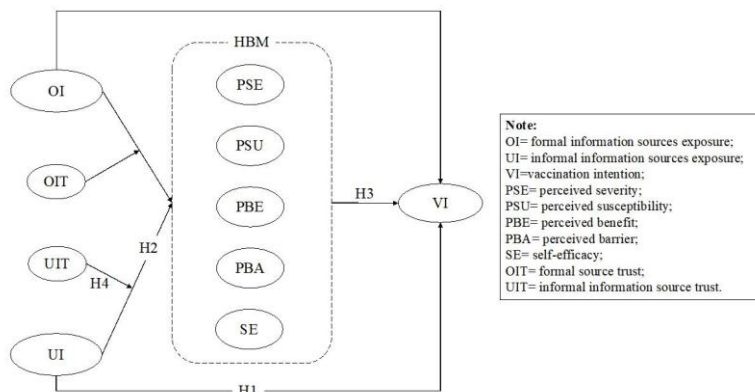 HBM
OI
PSE
PSU
OIT
PBE
H3
VI
H2
UIT
H4
PBA
SE
UI
H1
Note:
OI= formal information sources exposure;
UI= informal information sources exposure;
VI=vaccination intention;
PSE= perceived severity;
PSU= perceived susceptibility;
PBE= perceived benefit;
PBA= perceived barrier;
SE= self-efficacy;
OIT= formal source trust;
UIT= informal information source trust.